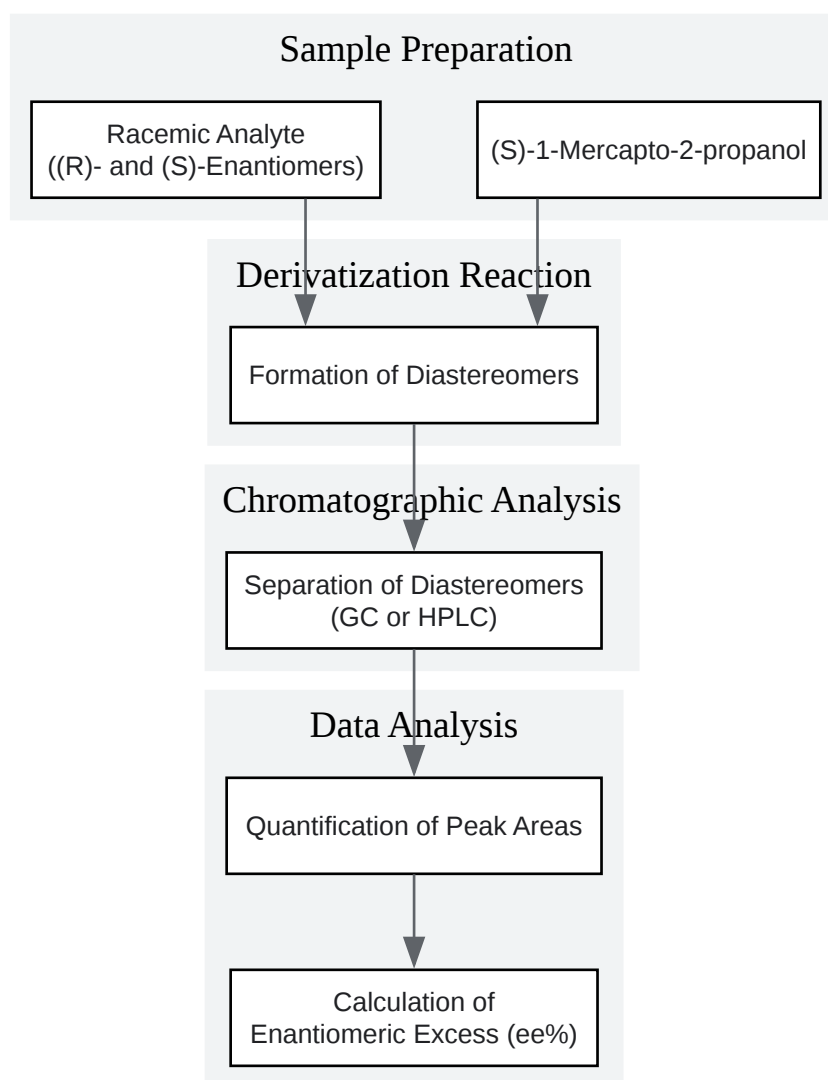 Sample Preparation
Racemic Analyte
((R)- and (S)-Enantiomers)
(S)-1-Mercapto-2-propanol
Derivatization Reaction
Formation of Diastereomers
Chromatographic Analysis
Separation of Diastereomers
(GC or HPLC)
Data Analysis
Quantification of Peak Areas
Calculation of
Enantiomeric Excess (ee%)